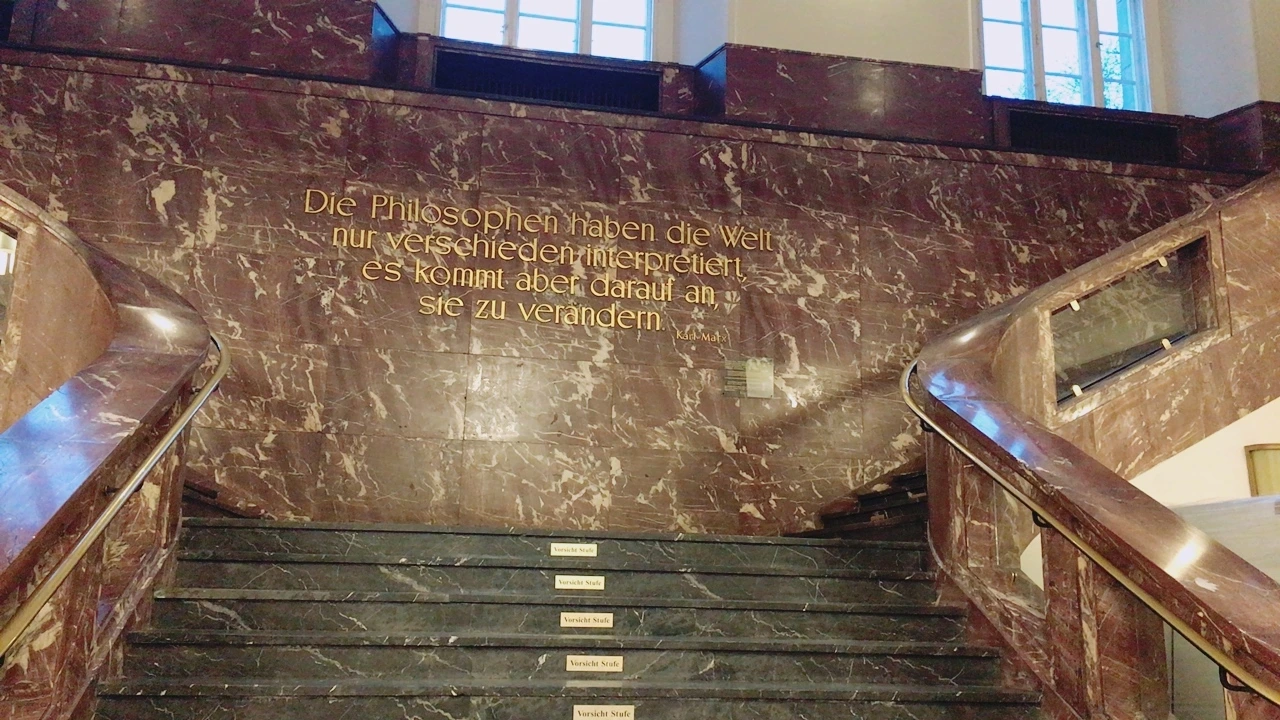 Die Philosophen haben die Welt
nur verschieden interpretiert,
es kommt aber darauf an,
sie zu verändern.
Karl Marx
Vorsicht Stufe
Vorsicht Stufe
Vorsicht Stufe
Vorsicht Stufe
Vorsicht Stufe